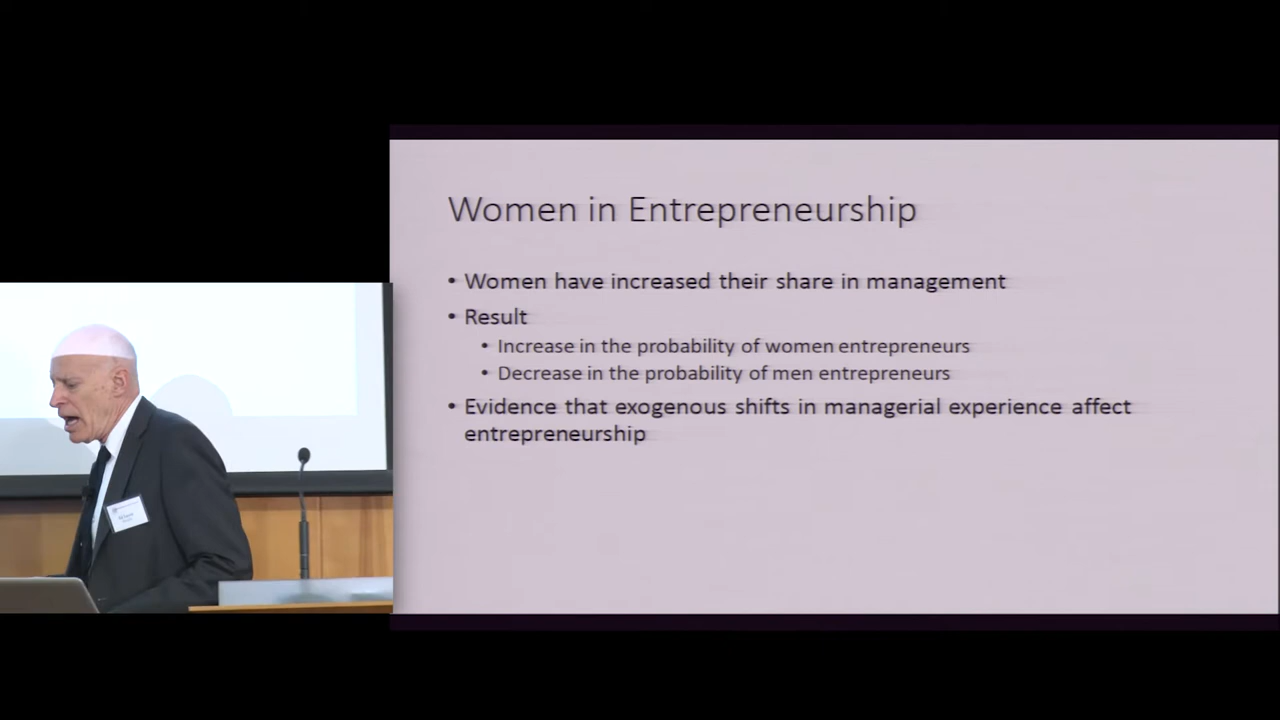 Women in Entrepreneurship
• Women have increased their share in management
• Result
• Increase in the probability of women entrepreneurs
• Decrease in the probability of men entrepreneurs
• Evidence that exogenous shifts in managerial experience affect
entrepreneurship